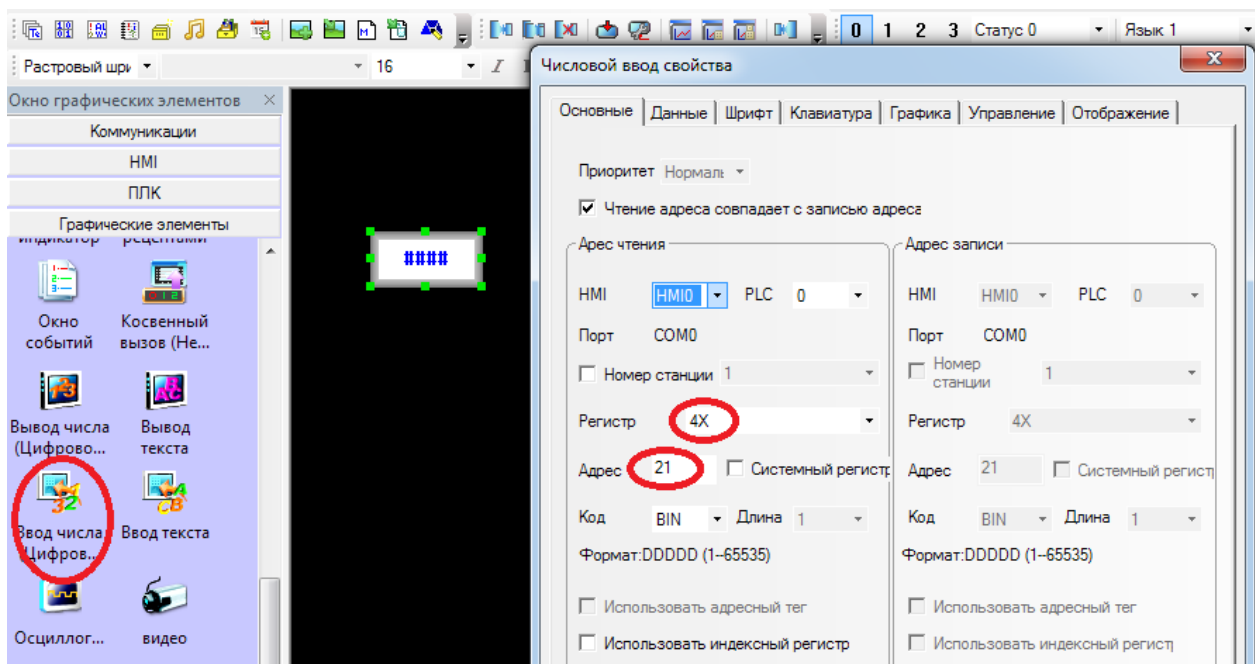 0 1 2 3 Статус 0 Язык 1
Растровый шри 16 I
Окно графических элементов
Коммуникации
HMI
ПЛК
Графические элементы
индикатор рецептами
Окно событий
Косвенный вызов (Не...
Вывод числа (Цифрово...
Вывод текста
Ввод числа (Цифров...
Ввод текста
Осциллог...
видео
####
Числовой ввод свойства
Основные Данные Шрифт Клавиатура Графика Управление Отображение
Приоритет Нормаль
Чтение адреса совпадает с записью адреса
Арес чтения
HMI HMI0 PLC 0
Порт COM0
Номер станции 1
Регистр 4X
Адрес 21 Системный регистр
Код BIN Длина 1
Формат:DDDDD (1--65535)
Использовать адресный тег
Использовать индексный регистр
Адрес записи
HMI HMI0 PLC 0
Порт COM0
Номер станции 1
Регистр 4X
Адрес 21 Системный регист
Код BIN Длина 1
Формат:DDDDD (1--65535)
Использовать адресный тег
Использовать индексный регист